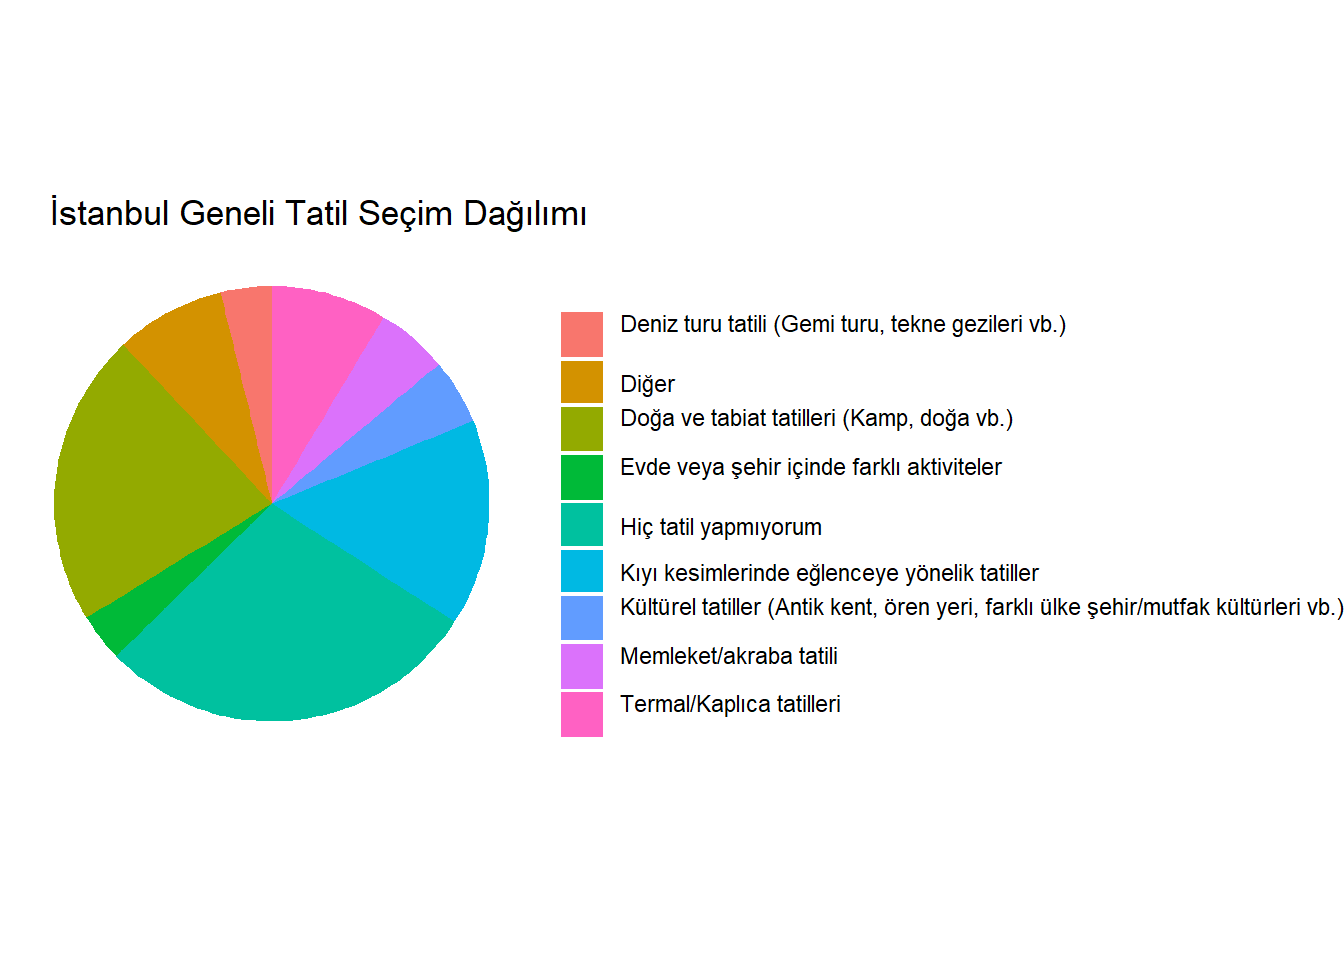 İstanbul Geneli Tatil Seçim Dağılımı
Deniz turu tatili (Gemi turu, tekne gezileri vb.)
Diğer
Doğa ve tabiat tatilleri (Kamp, doğa vb.)
Evde veya şehir içinde farklı aktiviteler
Hiç tatil yapmıyorum
Kıyı kesimlerinde eğlenceye yönelik tatiller
Kültürel tatiller (Antik kent, ören yeri, farklı ülke şehir/mutfak kültürleri vb.)
Memleket/akraba tatili
Termal/Kaplıca tatilleri